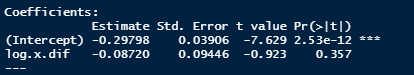 Coefficients:
Estimate Std. Error t value Pr(>|t|)
(Intercept) -0.29798 0.03906 -7.629 2.53e-12 ***
log.x.dif -0.08720 0.09446 -0.923 0.357
---